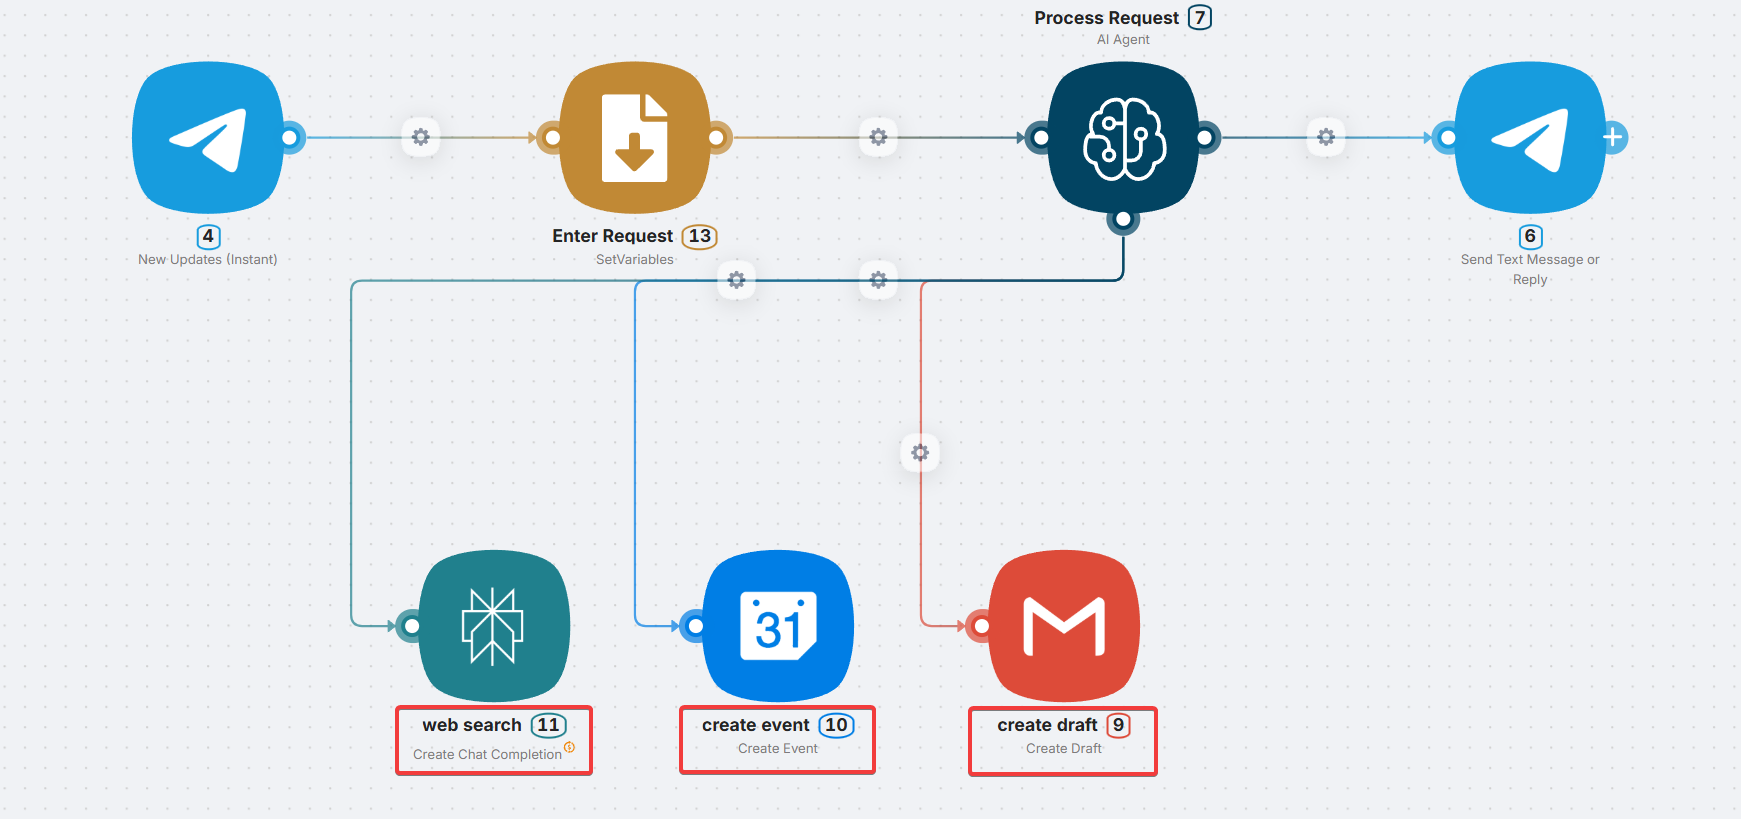 Process Request 7
AI Agent
4
New Updates (Instant)
Enter Request 13
SetVariables
6
Send Text Message or
Reply
31
web search 11
Create Chat Completion
create event 10
Create Event
create draft 9
Create Draft